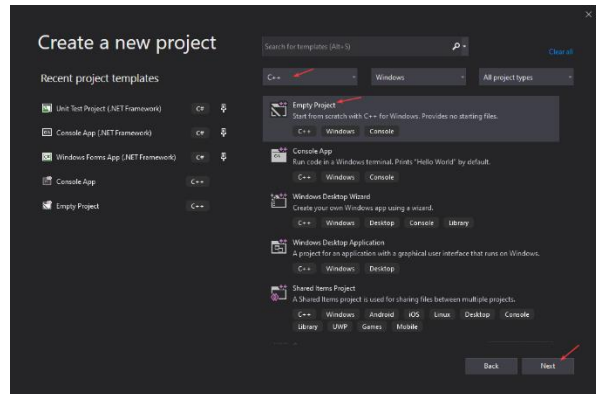 Create a new project
Search for templates (Alt+S)
Clear all
Recent project templates
C++
Windows
All project types
Unit Test Project (.NET Framework)
C#
Console App (.NET Framework)
C#
Windows Forms App (.NET Framework)
C#
Console App
C++
Empty Project
C++
Empty Project
Start from scratch with C++ for Windows. Provides no starting files.
C++ Windows Console
Console App
Run code in a Windows terminal. Prints "Hello World" by default.
C++ Windows Console
Windows Desktop Wizard
Create your own Windows app using a wizard.
C++ Windows Desktop Console Library
Windows Desktop Application
A project for an application with a graphical user interface that runs on Windows.
C++ Windows Desktop
Shared Items Project
A Shared Items project is used for sharing files between multiple projects.
C++ Windows Android iOS Linux Desktop Console
Library UWP Games Mobile
Back
Next